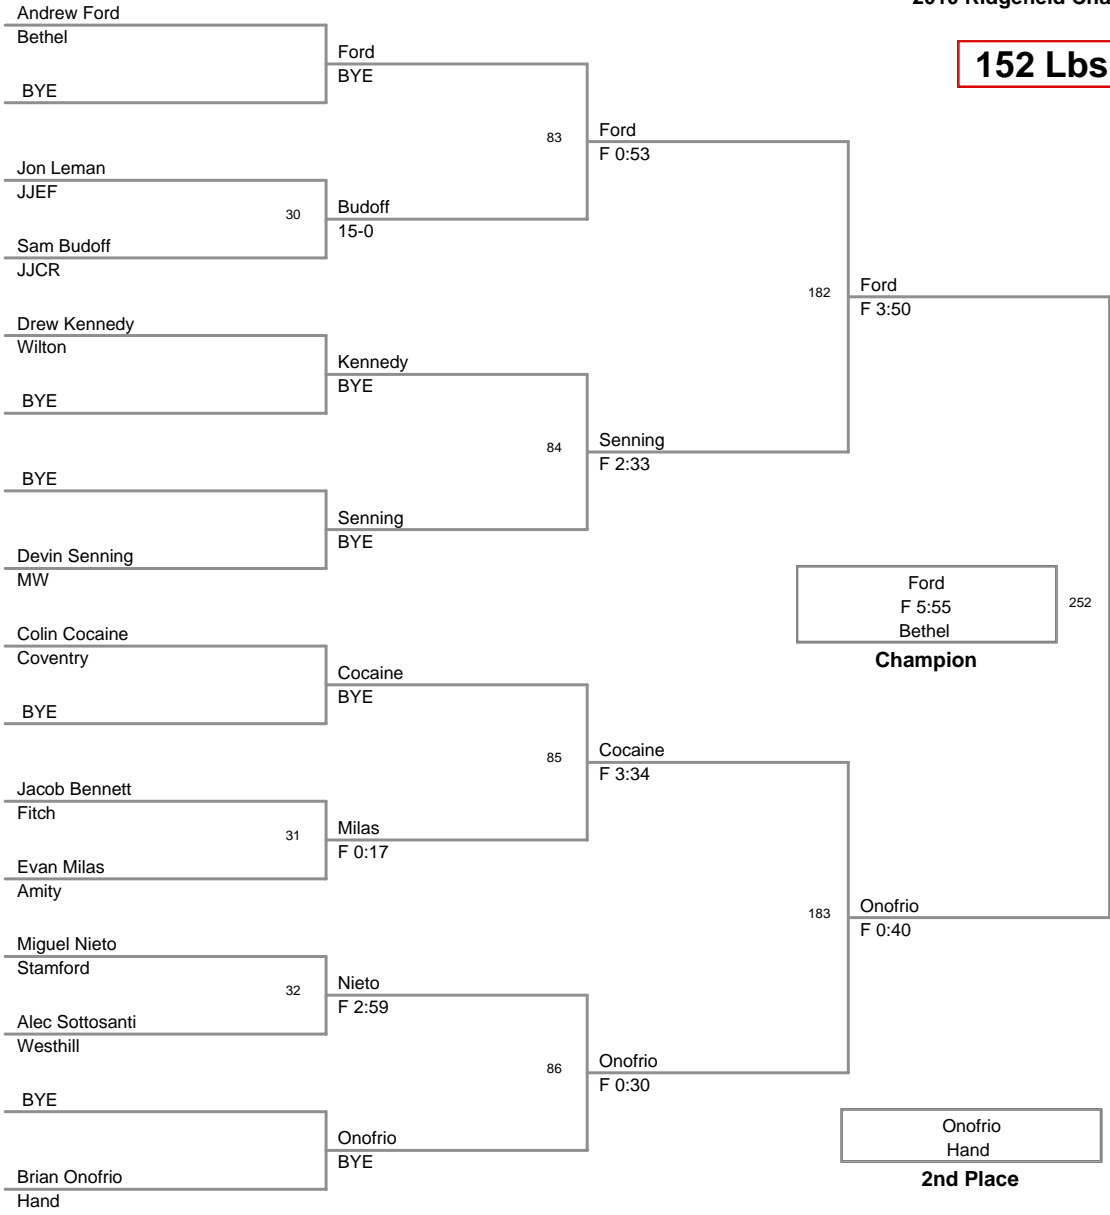 2010 Ridgefield Cha
152 Lbs
Andrew Ford
Bethel
BYE
Jon Leman
JJEF
30
Sam Budoff
JJCR
Drew Kennedy
Wilton
BYE
BYE
Devin Senning
MW
Colin Cocaine
Coventry
BYE
Jacob Bennett
Fitch
31
Evan Milas
Amity
Miguel Nieto
Stamford
32
Alec Sottosanti
Westhill
BYE
Brian Onofrio
Hand
Ford
BYE
83
Budoff
15-0
Kennedy
BYE
84
Senning
BYE
Cocaine
BYE
85
Milas
F 0:17
Nieto
F 2:59
86
Onofrio
BYE
Ford
F 0:53
182
Senning
F 2:33
Cocaine
F 3:34
183
Onofrio
F 0:30
Ford
F 3:50
Onofrio
F 0:40
252
Ford
F 5:55
Bethel
Champion
Onofrio
Hand
2nd Place